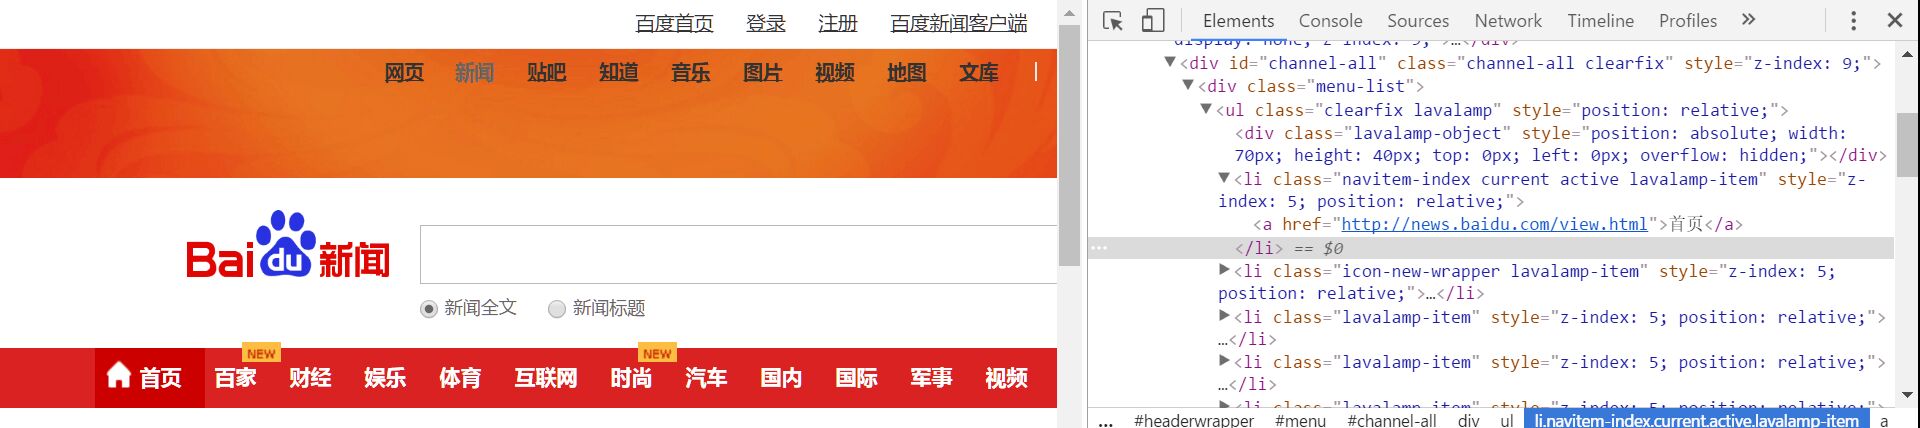 百度首页 登录 注册 百度新闻客户端
网页 新闻 贴吧 知道 音乐 图片 视频 地图 文库 |
Bai du 新闻
新闻全文 新闻标题
NEW NEW
首页 百家 财经 娱乐 体育 互联网 时尚 汽车 国内 国际 军事 视频
Elements Console Sources Network Timeline Profiles »
display: none; z-index: 9;">…</div>
<div id="channel-all" class="channel-all clearfix" style="z-index: 9;">
<div class="menu-list">
<ul class="clearfix lavalamp" style="position: relative;">
<div class="lavalamp-object" style="position: absolute; width:
70px; height: 40px; top: 0px; left: 0px; overflow: hidden;"></div>
<li class="navitem-index current active lavalamp-item" style="z-
index: 5; position: relative;">
<a href="http://news.baidu.com/view.html">首页</a>
… </li> == $0
<li class="icon-new-wrapper lavalamp-item" style="z-index: 5;
position: relative;">…</li>
<li class="lavalamp-item" style="z-index: 5; position: relative;">
…</li>
<li class="lavalamp-item" style="z-index: 5; position: relative;">
…</li>
<li class="lavalamp-item" style="z-index: 5; position: relative;">
… #headerwrapper #menu #channel-all div ul li.navitem-index.current.active.lavalamp-item a